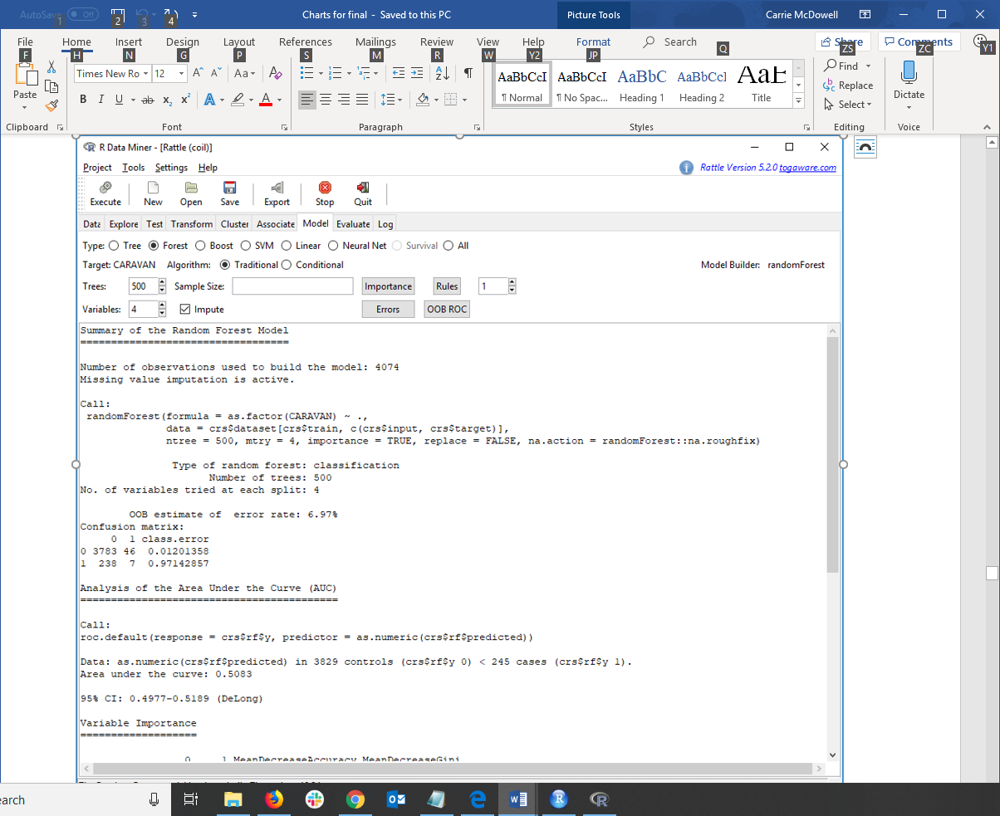 AutoSave Off 1 2 3 4 Charts for final - Saved to this PC Picture Tools Carrie McDowell
File Home Insert Design Layout References Mailings Review View Help Format Search Share Comments
F H N G P S M R W Y2 JP Q ZS ZC Y1
Paste Times New Ro 12 Aa AaBbCcI AaBbCcI AaBbC AaBbCcI AaBb Find
B I U ab x₂ x² A A ¶ Normal ¶ No Spac... Heading 1 Heading 2 Title Replace Select Dictate
Clipboard Font Paragraph Styles Editing Voice
R Data Miner - [Rattle (coil)]
Project Tools Settings Help Rattle Version 5.2.0 togaware.com
Execute New Open Save Export Stop Quit
Data Explore Test Transform Cluster Associate Model Evaluate Log
Type: Tree Forest Boost SVM Linear Neural Net Survival All
Target: CARAVAN Algorithm: Traditional Conditional Model Builder: randomForest
Trees: 500 Sample Size: Importance Rules 1
Variables: 4 Impute Errors OOB ROC
Summary of the Random Forest Model
==================================
Number of observations used to build the model: 4074
Missing value imputation is active.
Call:
randomForest(formula = as.factor(CARAVAN) ~ .,
data = crs$dataset[crs$train, c(crs$input, crs$target)],
ntree = 500, mtry = 4, importance = TRUE, replace = FALSE, na.action = randomForest::na.roughfix)
Type of random forest: classification
Number of trees: 500
No. of variables tried at each split: 4
OOB estimate of error rate: 6.97%
Confusion matrix:
0 1 class.error
0 3783 46 0.01201358
1 238 7 0.97142857
Analysis of the Area Under the Curve (AUC)
==========================================
Call:
roc.default(response = crs$rf$y, predictor = as.numeric(crs$rf$predicted))
Data: as.numeric(crs$rf$predicted) in 3829 controls (crs$rf$y 0) < 245 cases (crs$rf$y 1).
Area under the curve: 0.5083
95% CI: 0.4977-0.5189 (DeLong)
Variable Importance
===================
0 1 MeanDecreaseAccuracy MeanDecreaseGini
earch